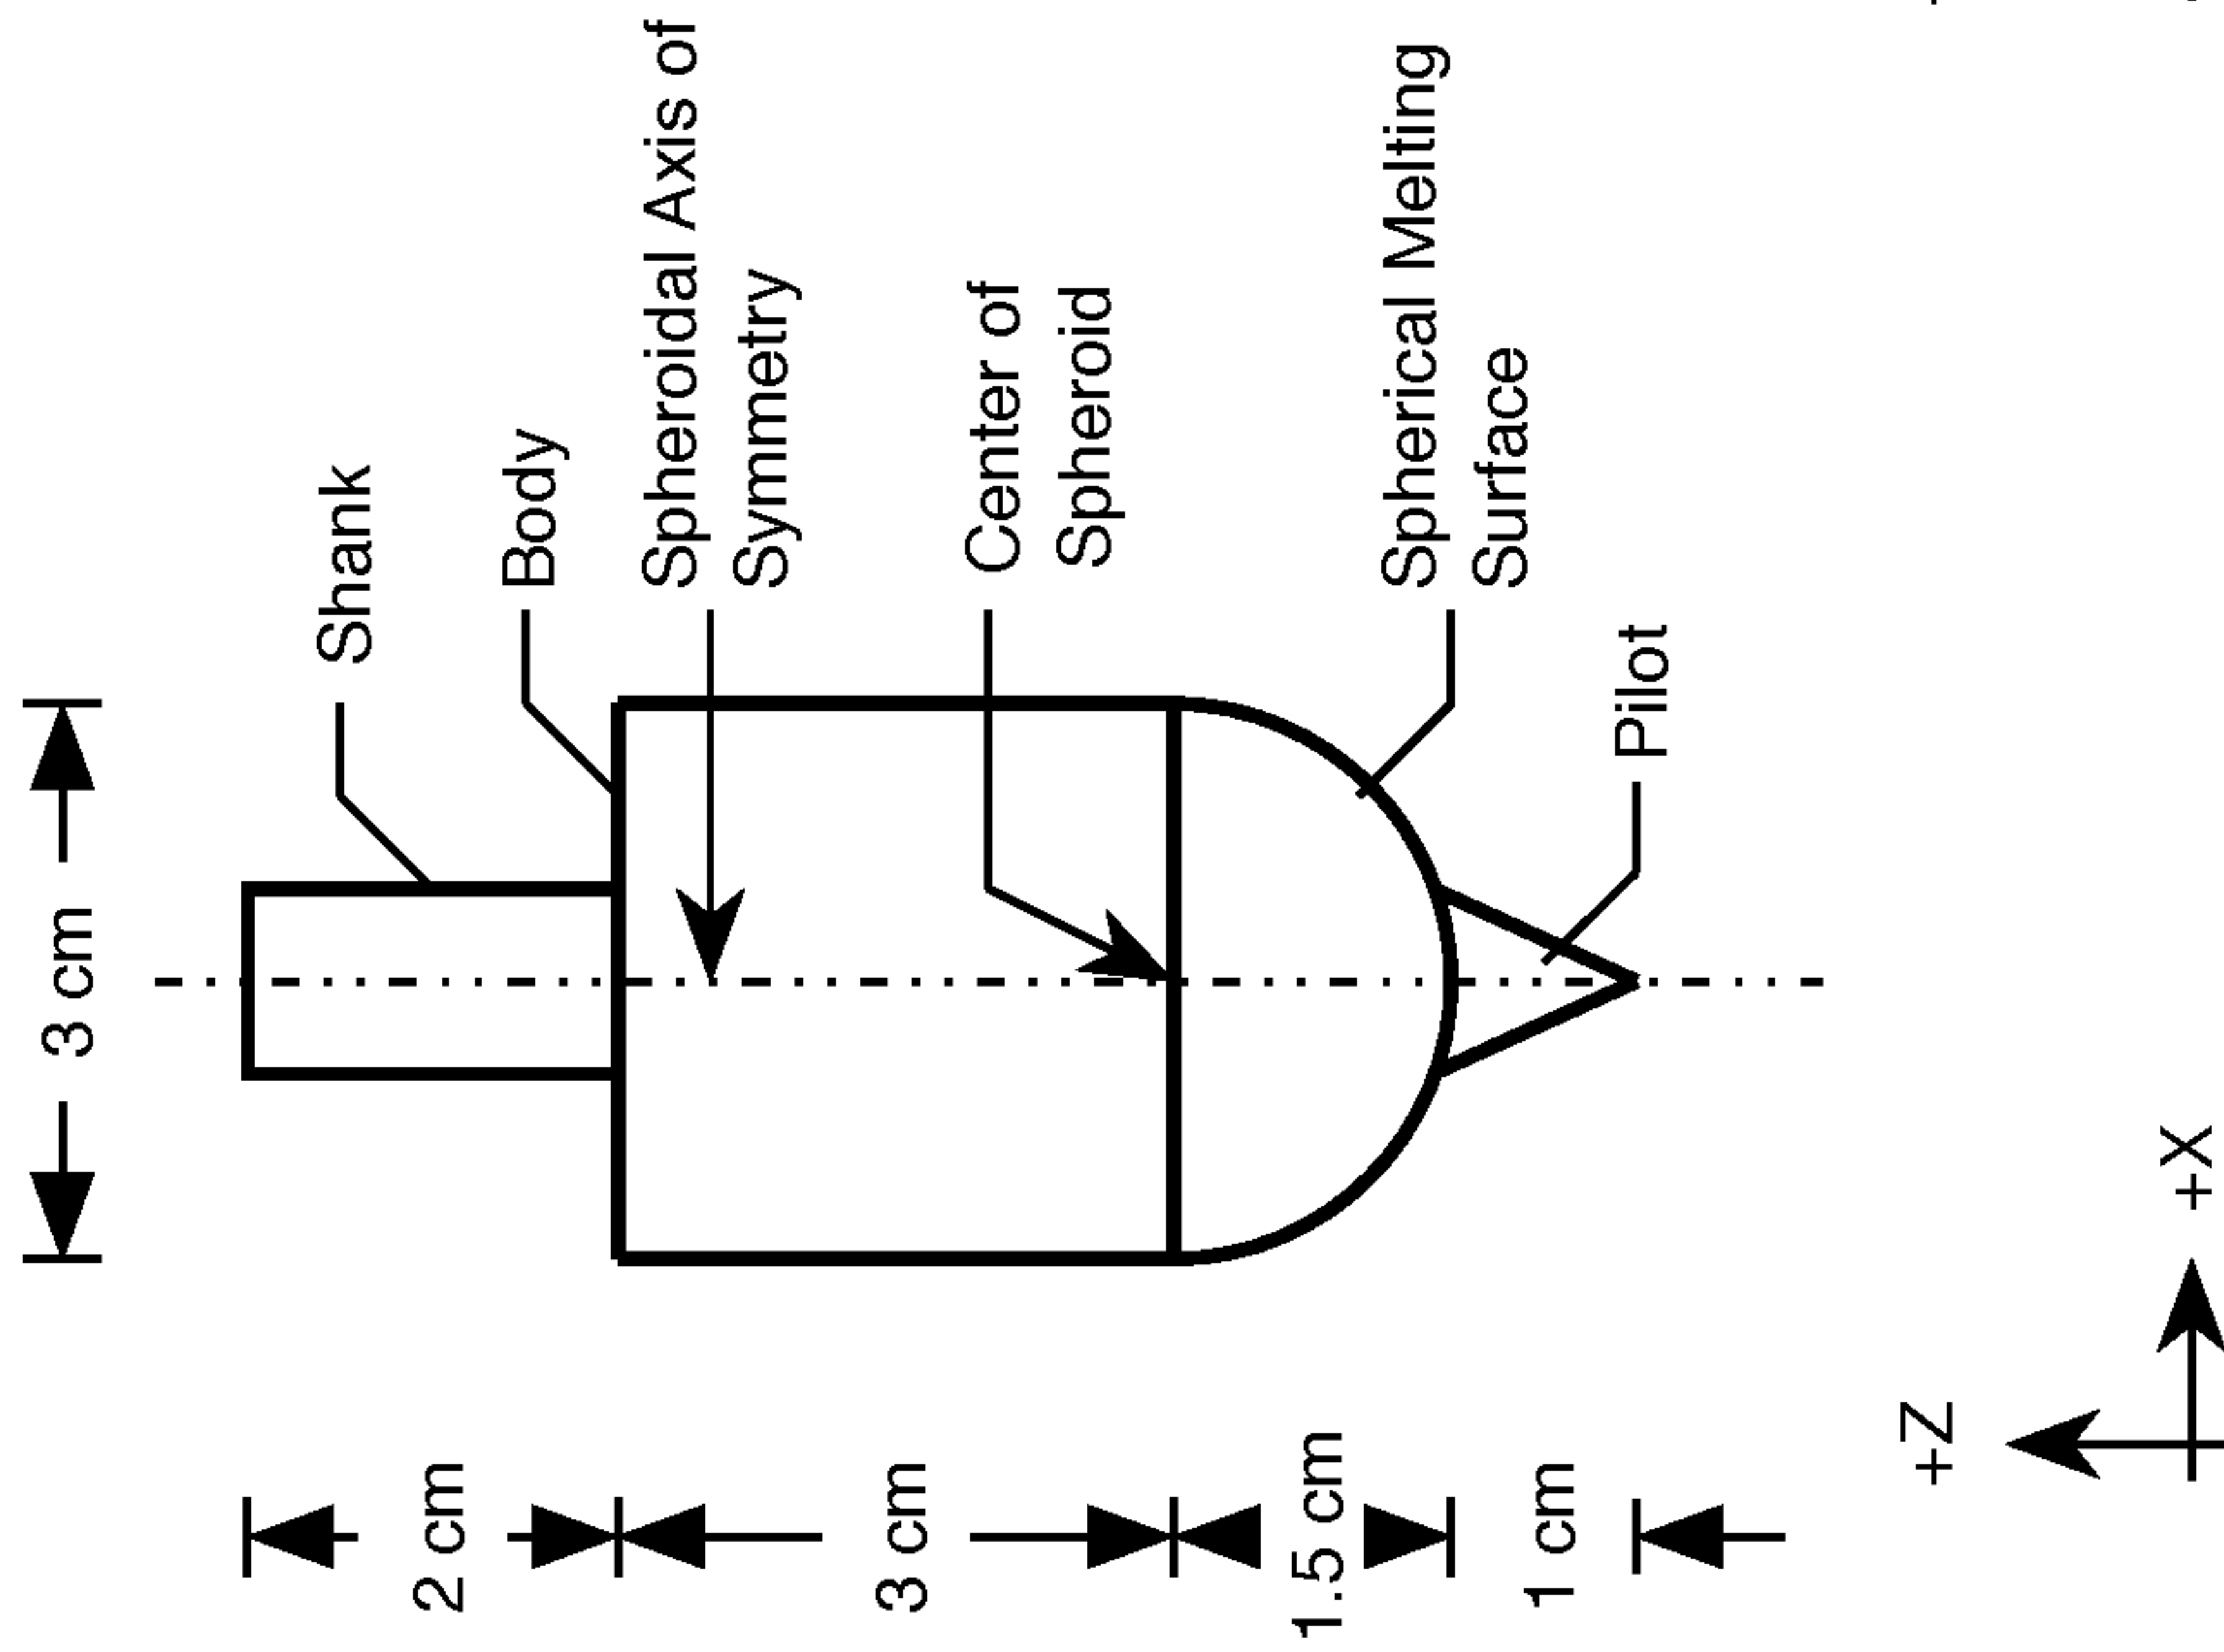 3 cm
Shank
Body
Spheroidal Axis of
Symmetry
Center of
Spheroid
Spherical Melting
Surface
Pilot
2 cm
3 cm
1.5 cm
1 cm
+Z
+X